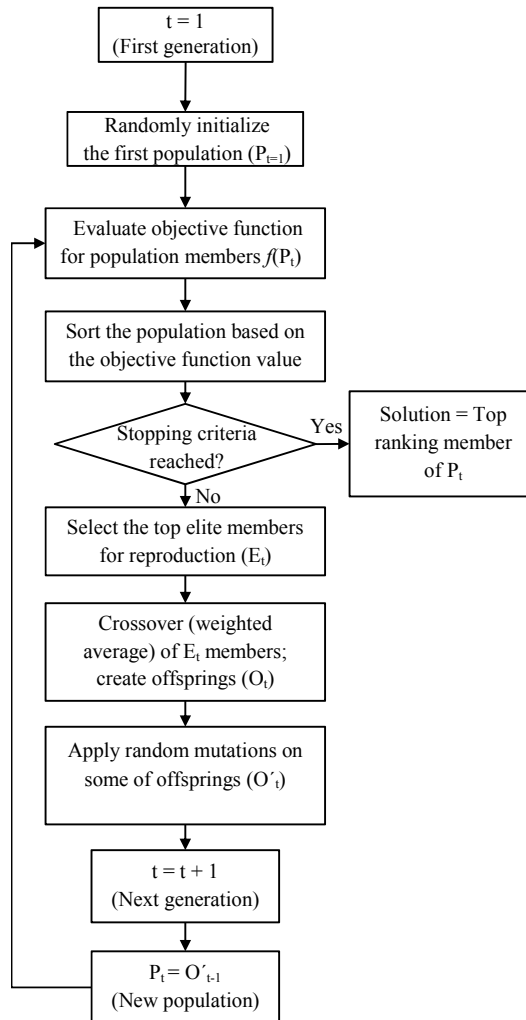 t = 1
(First generation)
Randomly initialize
the first population (Pₜ₌₁)
Evaluate objective function
for population members f(Pₜ)
Sort the population based on
the objective function value
Stopping criteria
reached?
Yes
Solution = Top
ranking member
of Pₜ
No
Select the top elite members
for reproduction (Eₜ)
Crossover (weighted
average) of Eₜ members;
create offsprings (Oₜ)
Apply random mutations on
some of offsprings (O´ₜ)
t = t + 1
(Next generation)
Pₜ = O´ₜ₋₁
(New population)